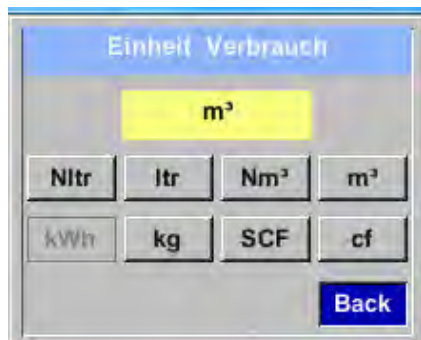 Einheit Verbrauch
m³
Nltr ltr Nm³ m³
kWh kg SCF cf
Back